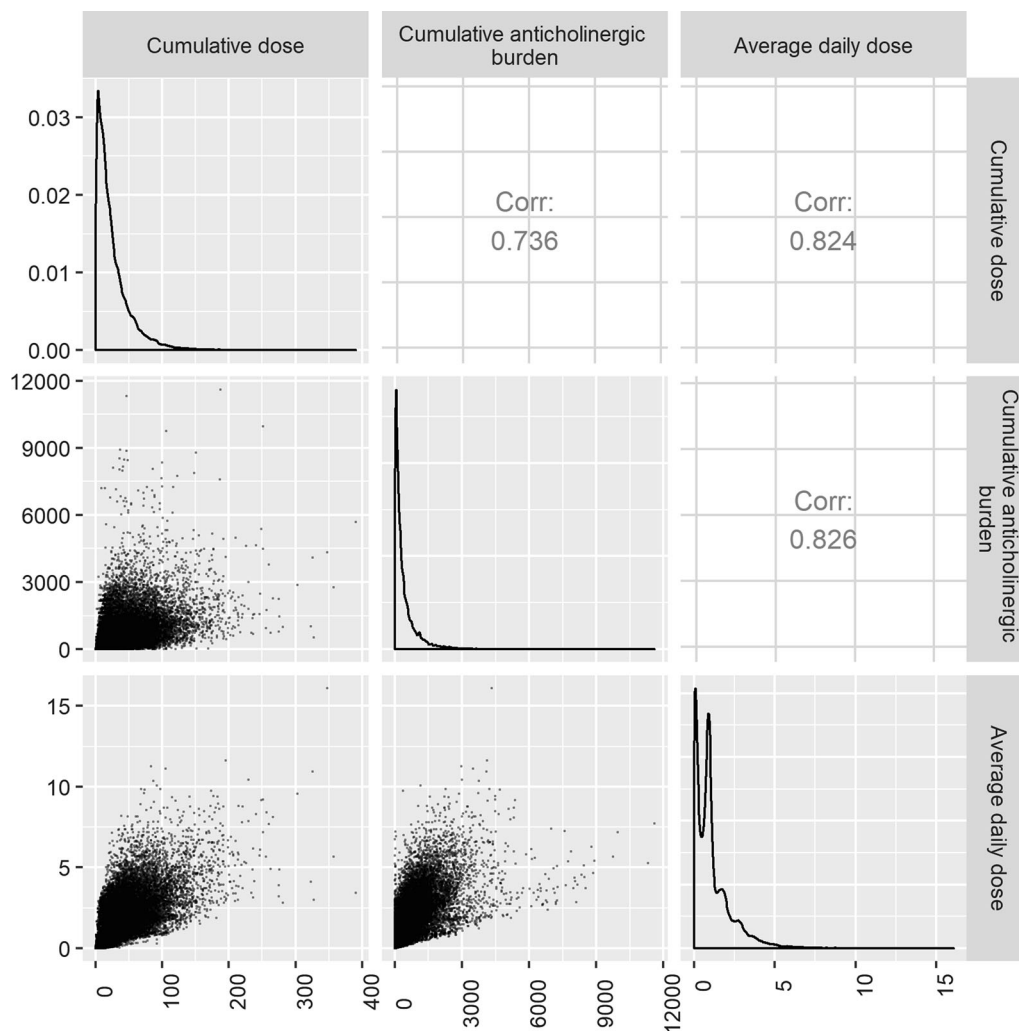 Cumulative dose
Cumulative anticholinergic
burden
Average daily dose
0.03
0.02
0.01
0.00
Corr:
0.736
Corr:
0.824
Cumulative dose
12000
9000
6000
3000
0
Corr:
0.826
Cumulative anticholinergic
burden
15
10
5
0
Average daily dose
0
100
200
300
400
0
3000
6000
9000
12000
0
5
10
15